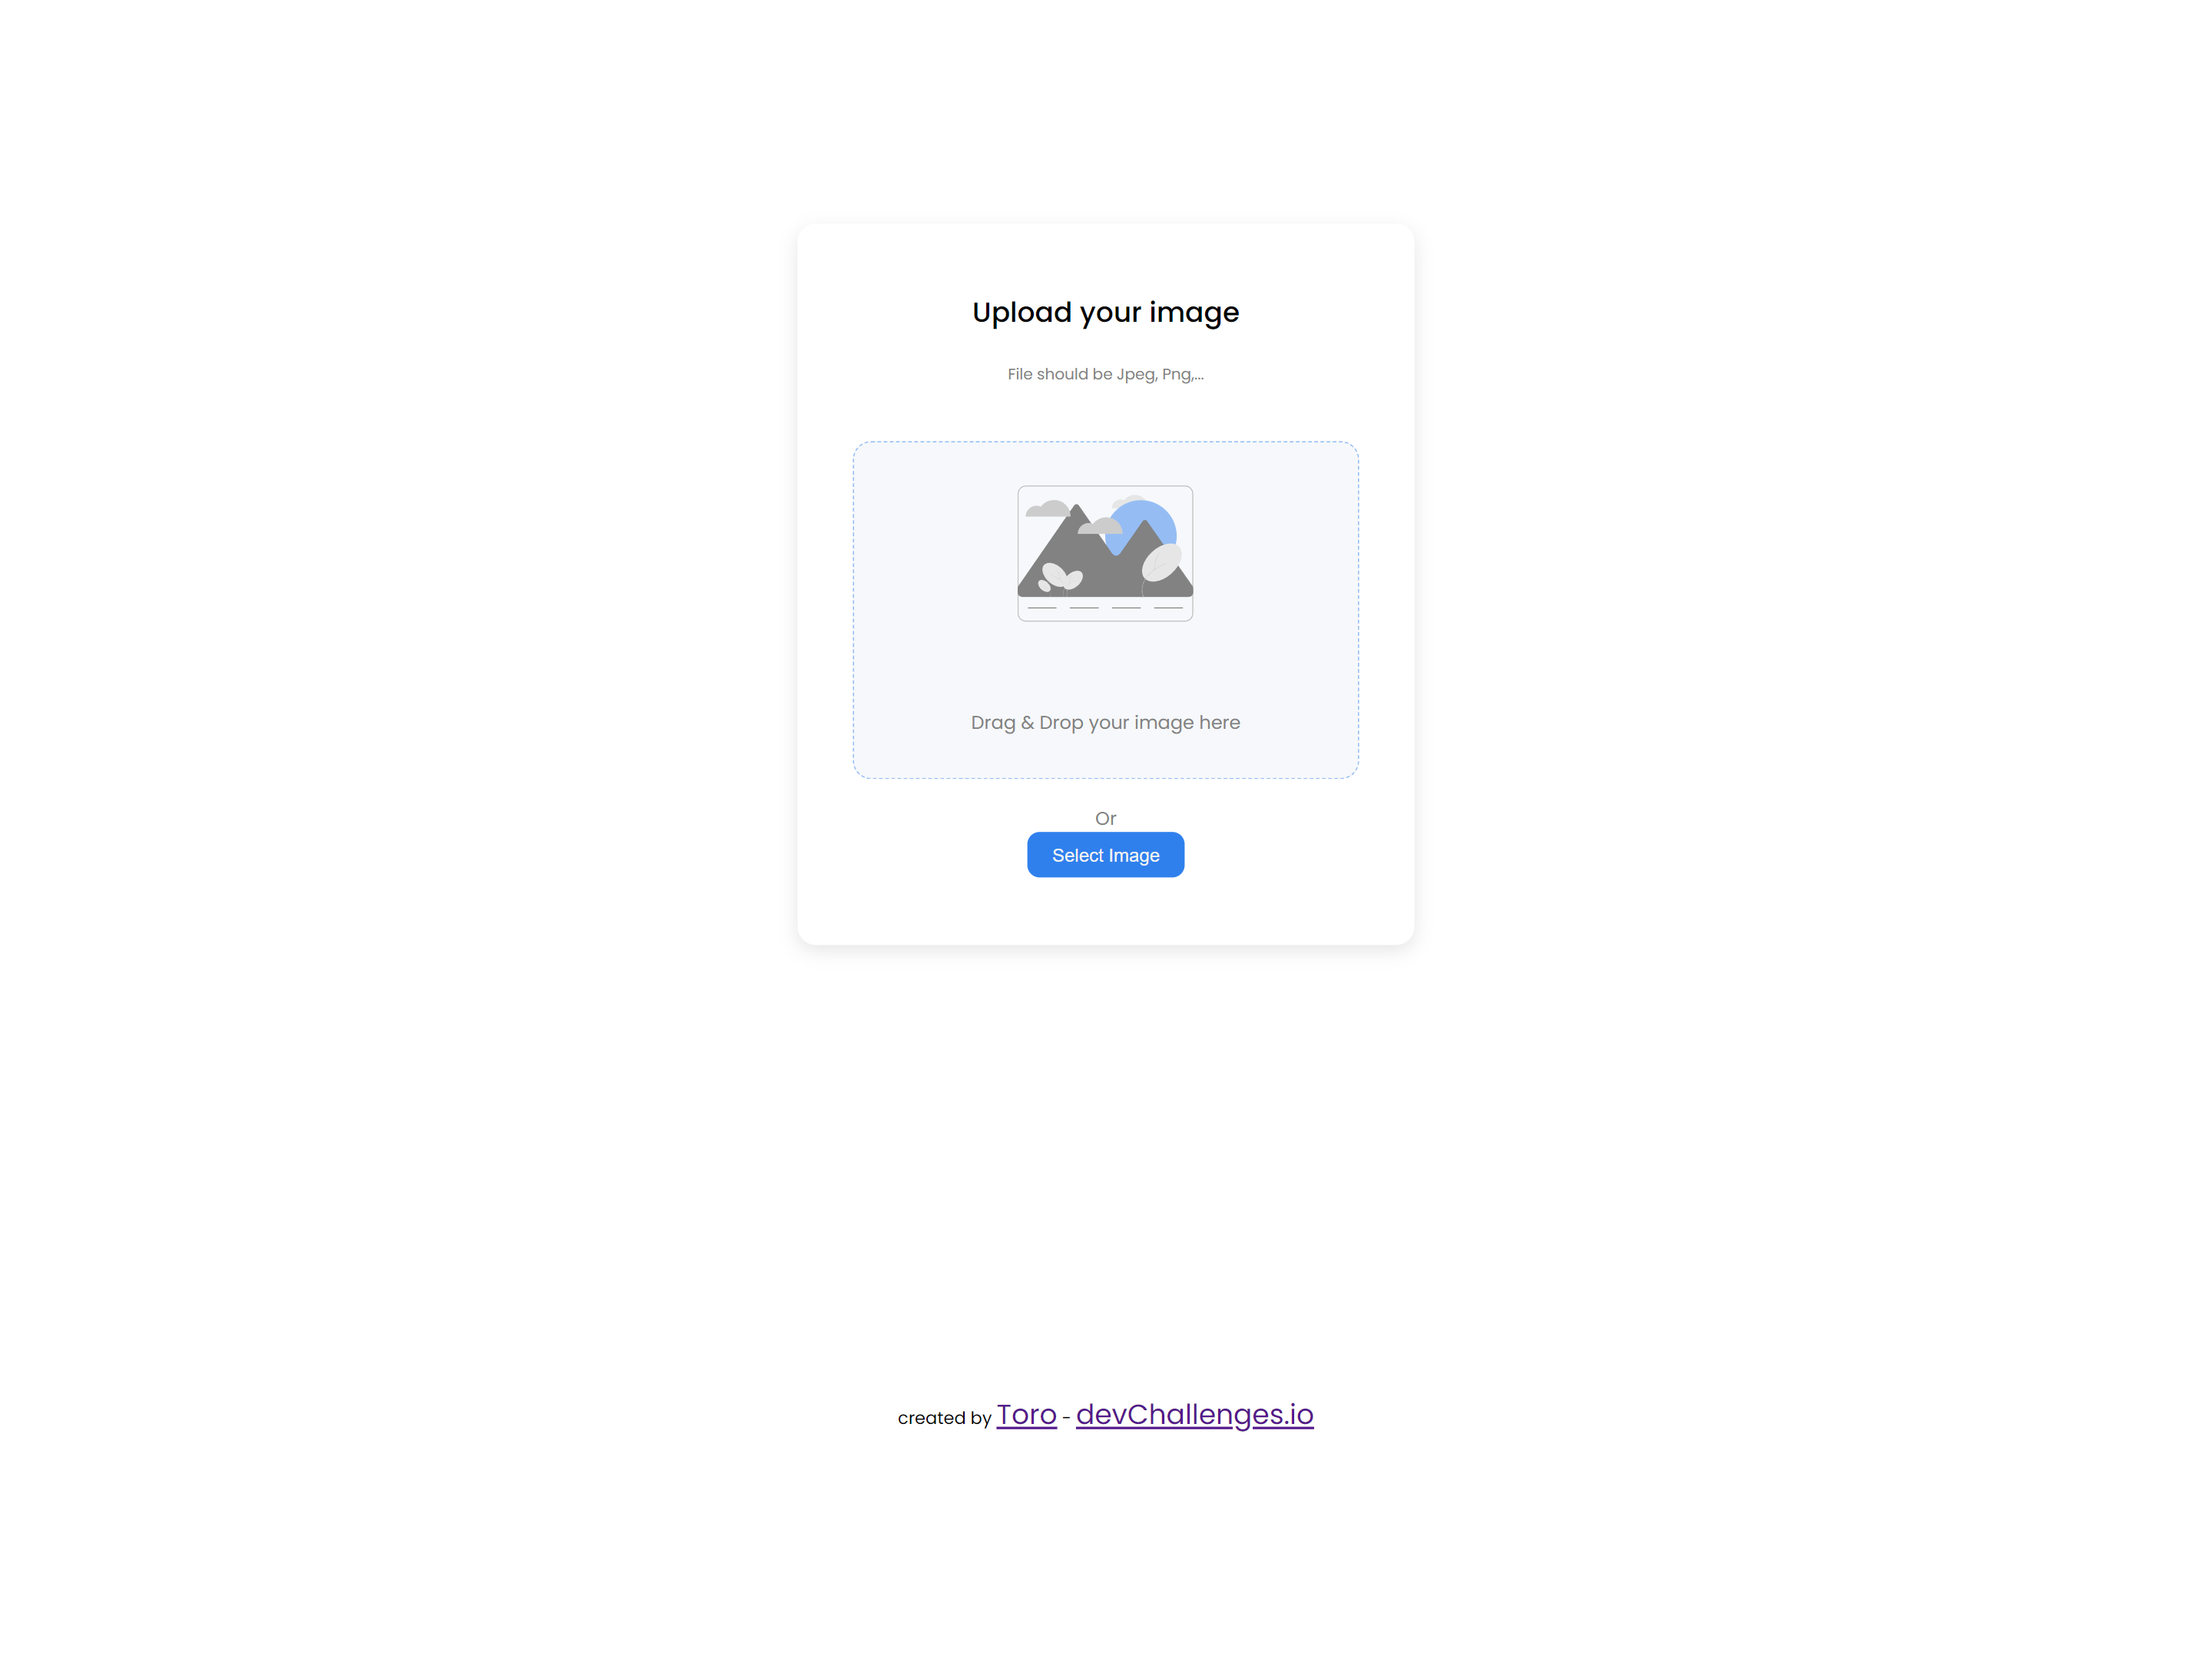 Upload your image
File should be Jpeg, Png,...
Drag & Drop your image here
Or
Select Image
created by Toro - devChallenges.io